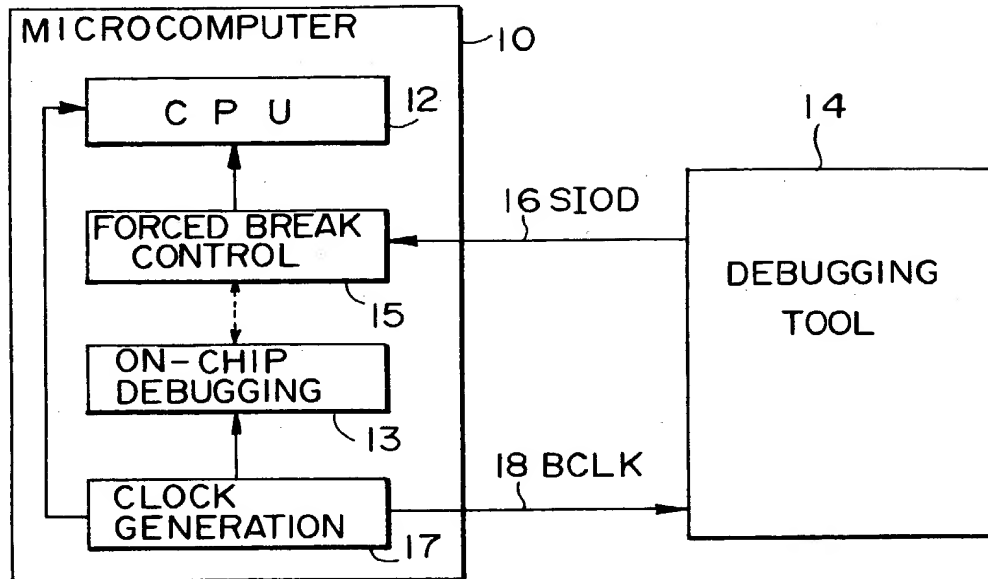 MICROCOMPUTER
10
C P U
12
14
16 SIOD
FORCED BREAK
CONTROL
15
DEBUGGING
TOOL
ON-CHIP
DEBUGGING
13
18 BCLK
CLOCK
GENERATION
17